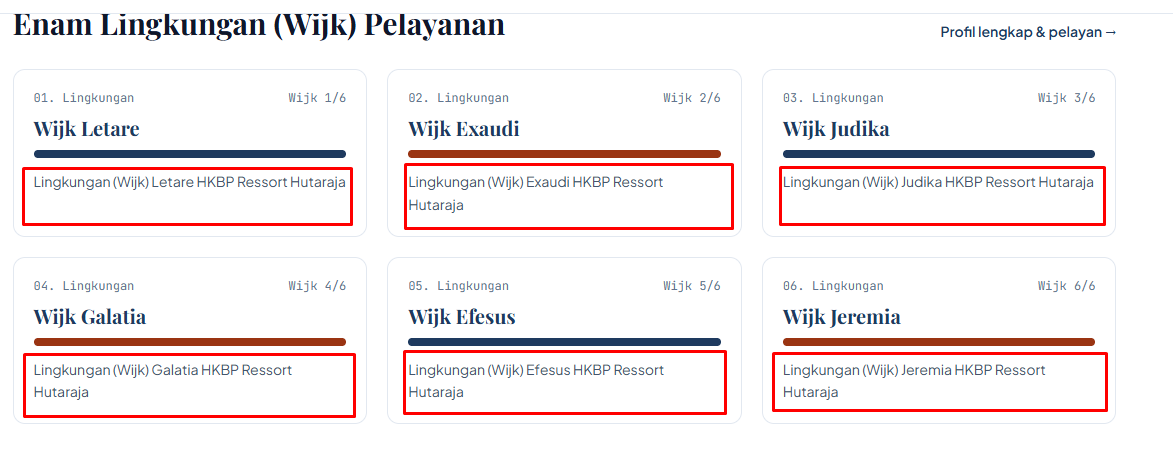 Enam Lingkungan (Wijk) Pelayanan
Profil lengkap & pelayan →
01. Lingkungan
Wijk 1/6
Wijk Letare
Lingkungan (Wijk) Letare HKBP Ressort Hutaraja
02. Lingkungan
Wijk 2/6
Wijk Exaudi
Lingkungan (Wijk) Exaudi HKBP Ressort
Hutaraja
03. Lingkungan
Wijk 3/6
Wijk Judika
Lingkungan (Wijk) Judika HKBP Ressort Hutaraja
04. Lingkungan
Wijk 4/6
Wijk Galatia
Lingkungan (Wijk) Galatia HKBP Ressort
Hutaraja
05. Lingkungan
Wijk 5/6
Wijk Efesus
Lingkungan (Wijk) Efesus HKBP Ressort
Hutaraja
06. Lingkungan
Wijk 6/6
Wijk Jeremia
Lingkungan (Wijk) Jeremia HKBP Ressort
Hutaraja